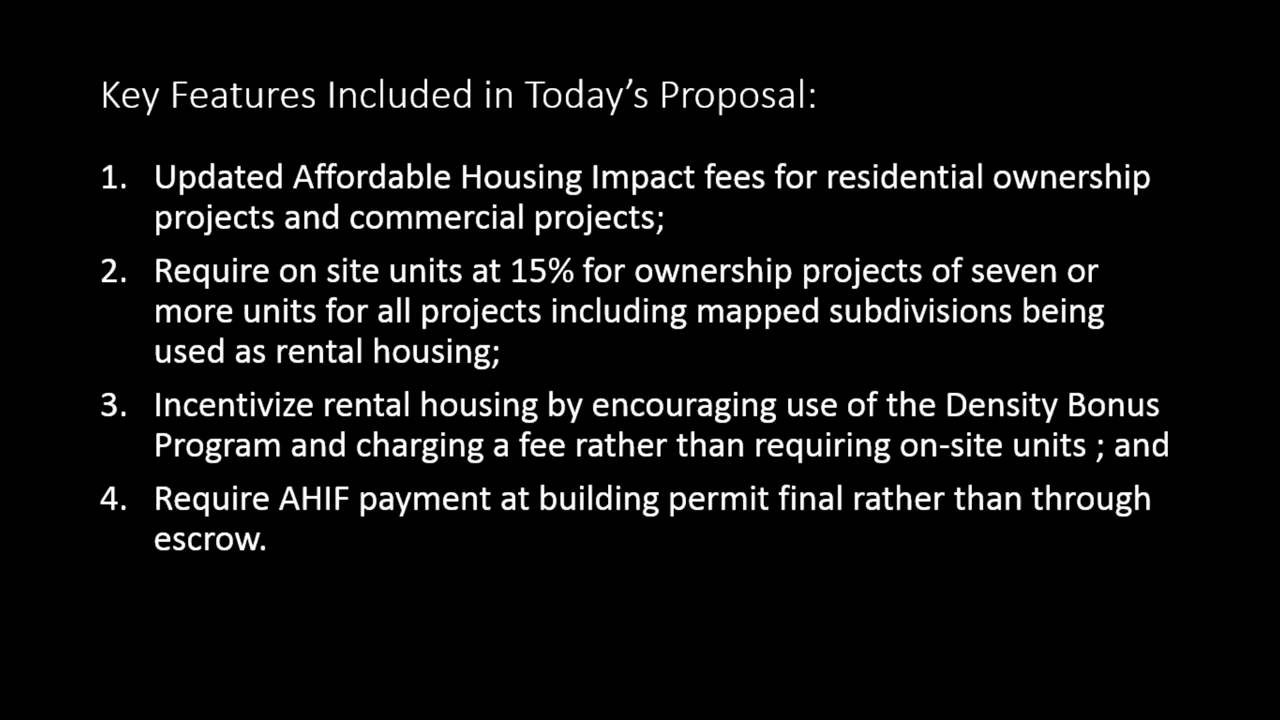 Key Features Included in Today’s Proposal:
1. Updated Affordable Housing Impact fees for residential ownership
projects and commercial projects;
2. Require on site units at 15% for ownership projects of seven or
more units for all projects including mapped subdivisions being
used as rental housing;
3. Incentivize rental housing by encouraging use of the Density Bonus
Program and charging a fee rather than requiring on-site units ; and
4. Require AHIF payment at building permit final rather than through
escrow.